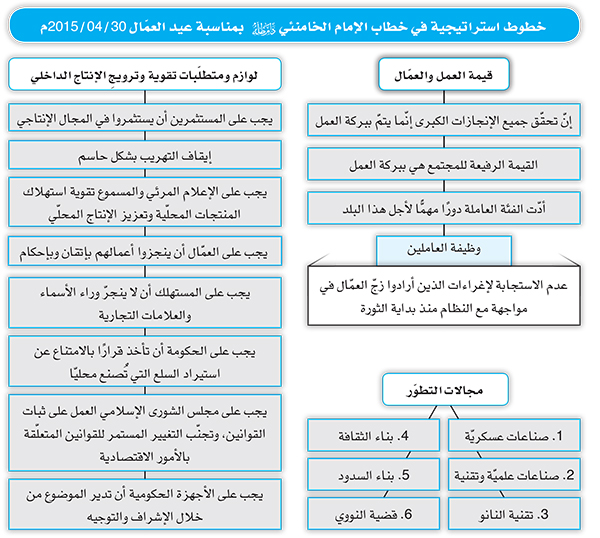 خطوط استراتيجية في خطاب الإمام الخامنئي دام ظله بمناسبة عيد العمّال 2015/04/30م
قيمة العمل والعمّال
إنّ تحقّق جميع الإنجازات الكبرى إنّما يتمّ ببركة العمل
القيمة الرفيعة للمجتمع هي ببركة العمل
أدّت الفئة العاملة دورًا مهمًّا لأجل هذا البلد
وظيفة العاملين
عدم الاستجابة لإغراءات الذين أرادوا زجّ العمّال في
مواجهة مع النظام منذ بداية الثورة
مجالات التطوّر
1. صناعات عسكريّة
2. صناعات علميّة وتقنية
3. تقنية النانو
4. بناء الثقافة
5. بناء السدود
6. قضية النووي
لوازم ومتطلّبات تقوية وترويج الإنتاج الداخلي
يجب على المستثمرين أن يستثمروا في المجال الإنتاجي
إيقاف التهريب بشكل حاسم
يجب على الإعلام المرئي والمسموع تقوية استهلاك
المنتجات المحلّية وتعزيز الإنتاج المحلّي
يجب على العمّال أن ينجزوا أعمالهم بإتقان وبإحكام
يجب على المستهلك أن لا ينجرّ وراء الأسماء
والعلامات التجارية
يجب على الحكومة أن تأخذ قرارًا بالامتناع عن
استيراد السلع التي تُصنع محليًا
يجب على مجلس الشورى الإسلامي العمل على ثبات
القوانين، وتجنّب التغيير المستمر للقوانين المتعلّقة
بالأمور الاقتصادية
يجب على الأجهزة الحكومية أن تدير الموضوع من
خلال الإشراف والتوجيه